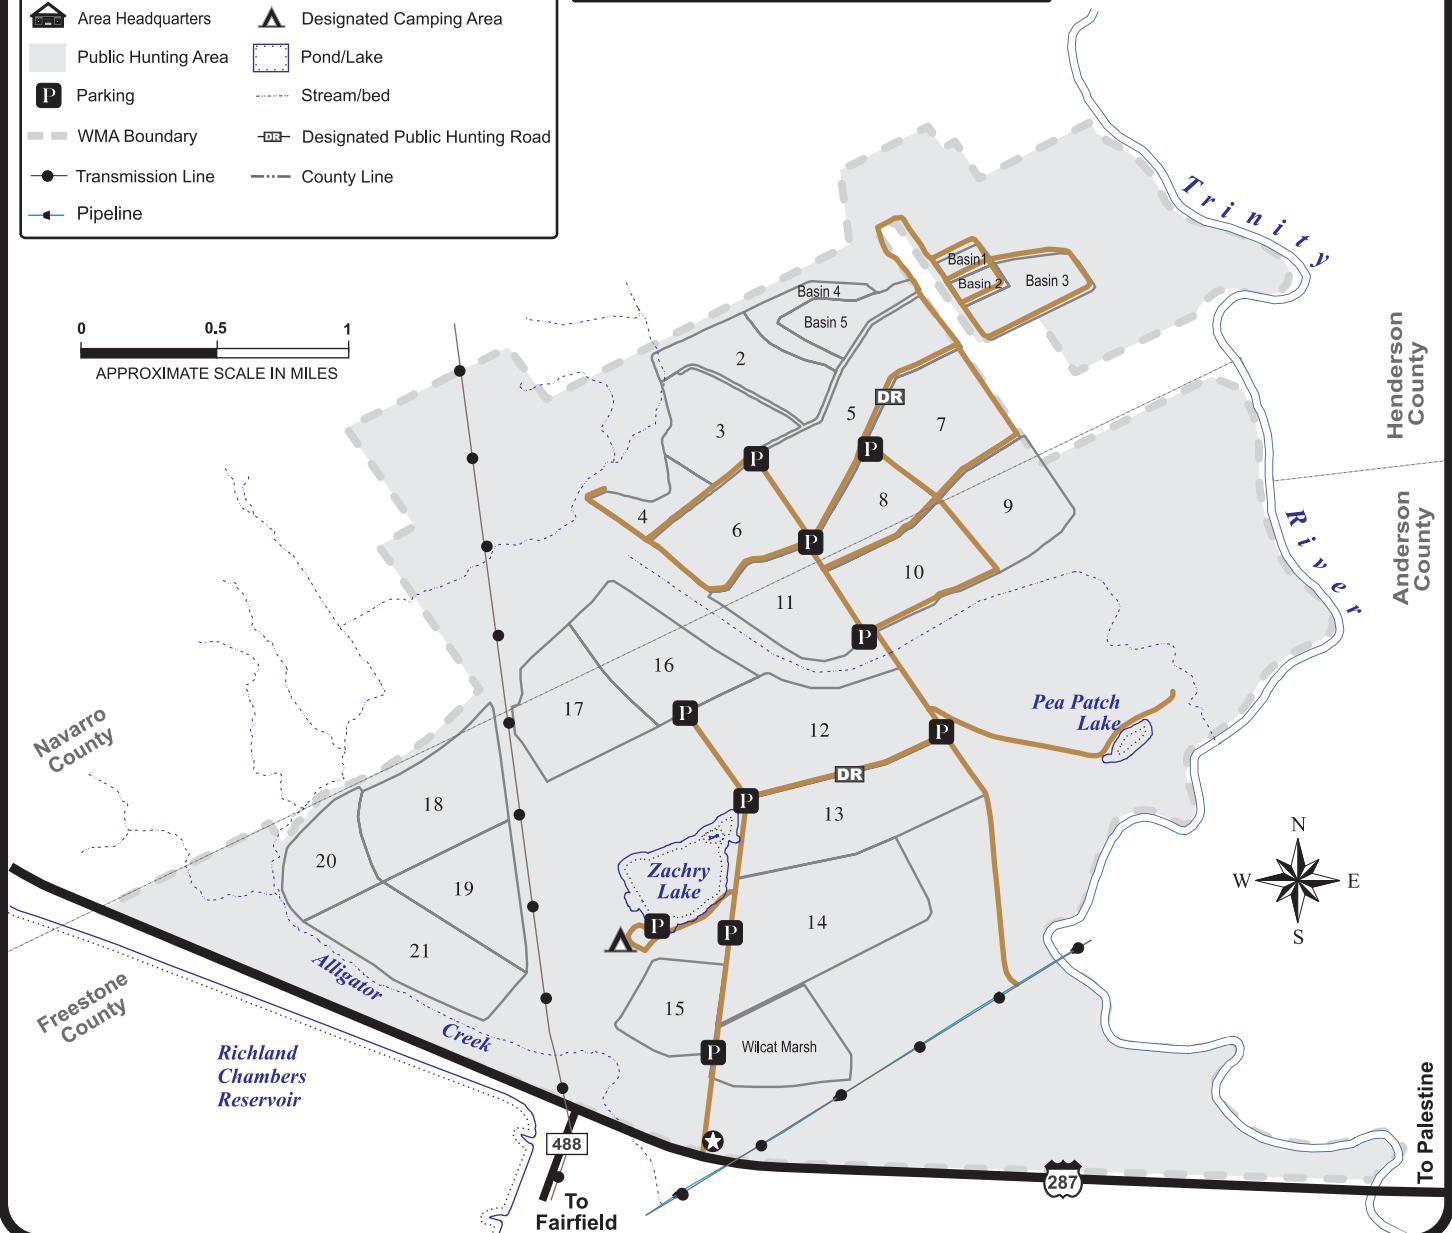 Area Headquarters
Designated Camping Area
Public Hunting Area
Pond/Lake
P
Parking
Stream/bed
WMA Boundary
DR
Designated Public Hunting Road
Transmission Line
County Line
Pipeline
0 0.5 1
APPROXIMATE SCALE IN MILES
Trinity
River
Henderson
County
Anderson
County
Navarro
County
Freestone
County
Basin1
Basin 2
Basin 3
Basin 4
Basin 5
2
3
4
5
DR
7
P
P
6
8
9
P
10
11
P
16
17
P
12
P
Pea Patch
Lake
DR
P
13
18
20
19
21
Zachry
Lake
P
P
14
15
P
Wilcat Marsh
Alligator
Creek
Richland
Chambers
Reservoir
N
W E
S
488
To
Fairfield
287
To Palestine